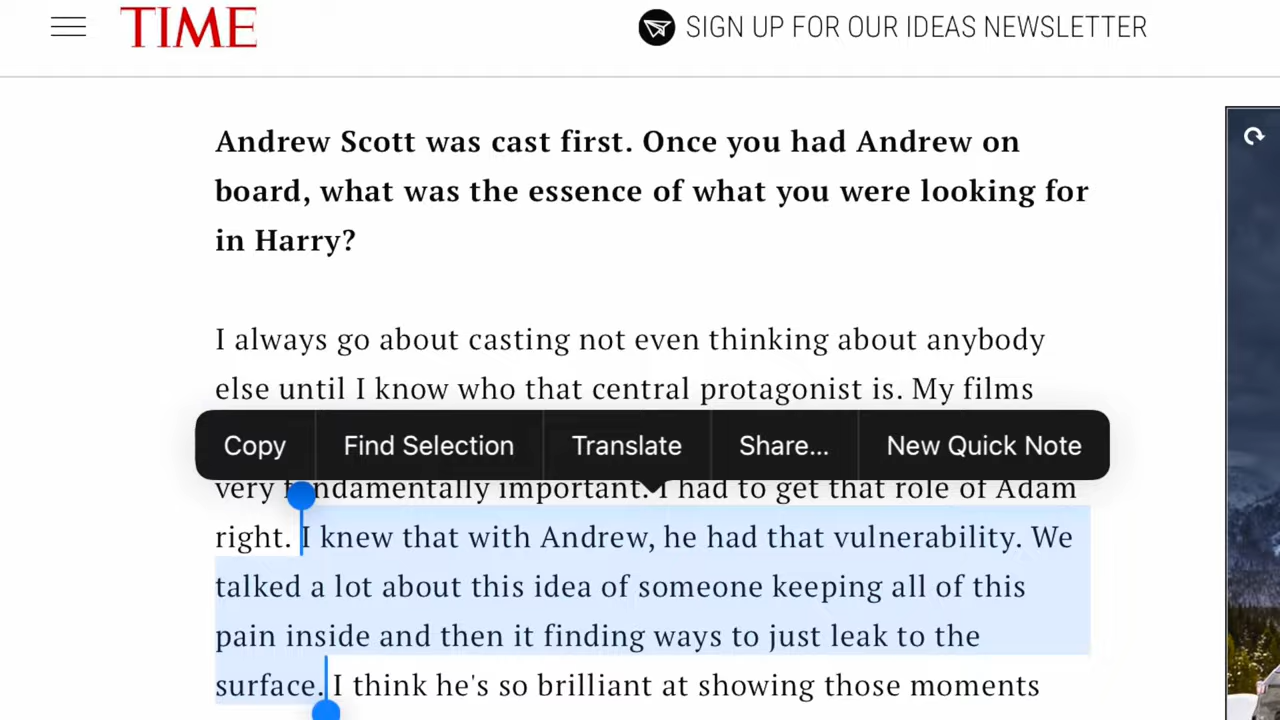 TIME
SIGN UP FOR OUR IDEAS NEWSLETTER
Andrew Scott was cast first. Once you had Andrew on
board, what was the essence of what you were looking for
in Harry?
I always go about casting not even thinking about anybody
else until I know who that central protagonist is. My films
Copy Find Selection Translate Share... New Quick Note
very fundamentally important. I had to get that role of Adam
right. I knew that with Andrew, he had that vulnerability. We
talked a lot about this idea of someone keeping all of this
pain inside and then it finding ways to just leak to the
surface. I think he's so brilliant at showing those moments